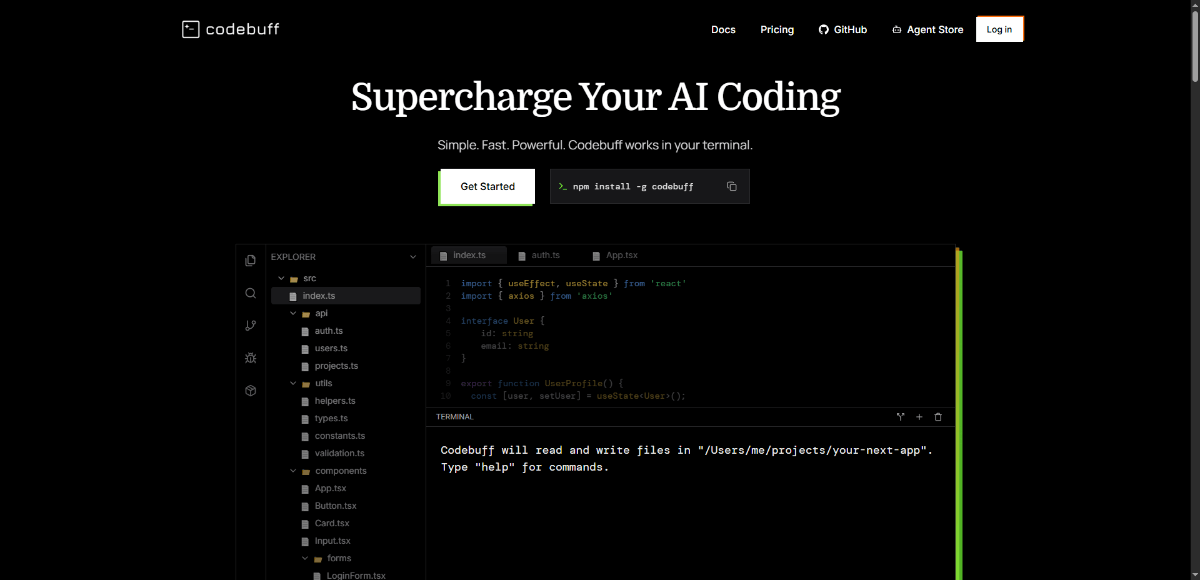 codebuff
Docs Pricing GitHub Agent Store Log in
Supercharge Your AI Coding
Simple. Fast. Powerful. Codebuff works in your terminal.
Get Started
>_ npm install -g codebuff
EXPLORER
src
index.ts
api
auth.ts
users.ts
projects.ts
utils
helpers.ts
types.ts
constants.ts
validation.ts
components
App.tsx
Button.tsx
Card.tsx
Input.tsx
forms
LoginForm.tsx
index.ts auth.ts App.tsx
1 import { useEffect, useState } from 'react'
2 import { axios } from 'axios'
3
4 interface User {
5 id: string
6 email: string
7 }
8
9 export function UserProfile() {
10 const [user, setUser] = useState<User>();
TERMINAL
Codebuff will read and write files in "/Users/me/projects/your-next-app".
Type "help" for commands.